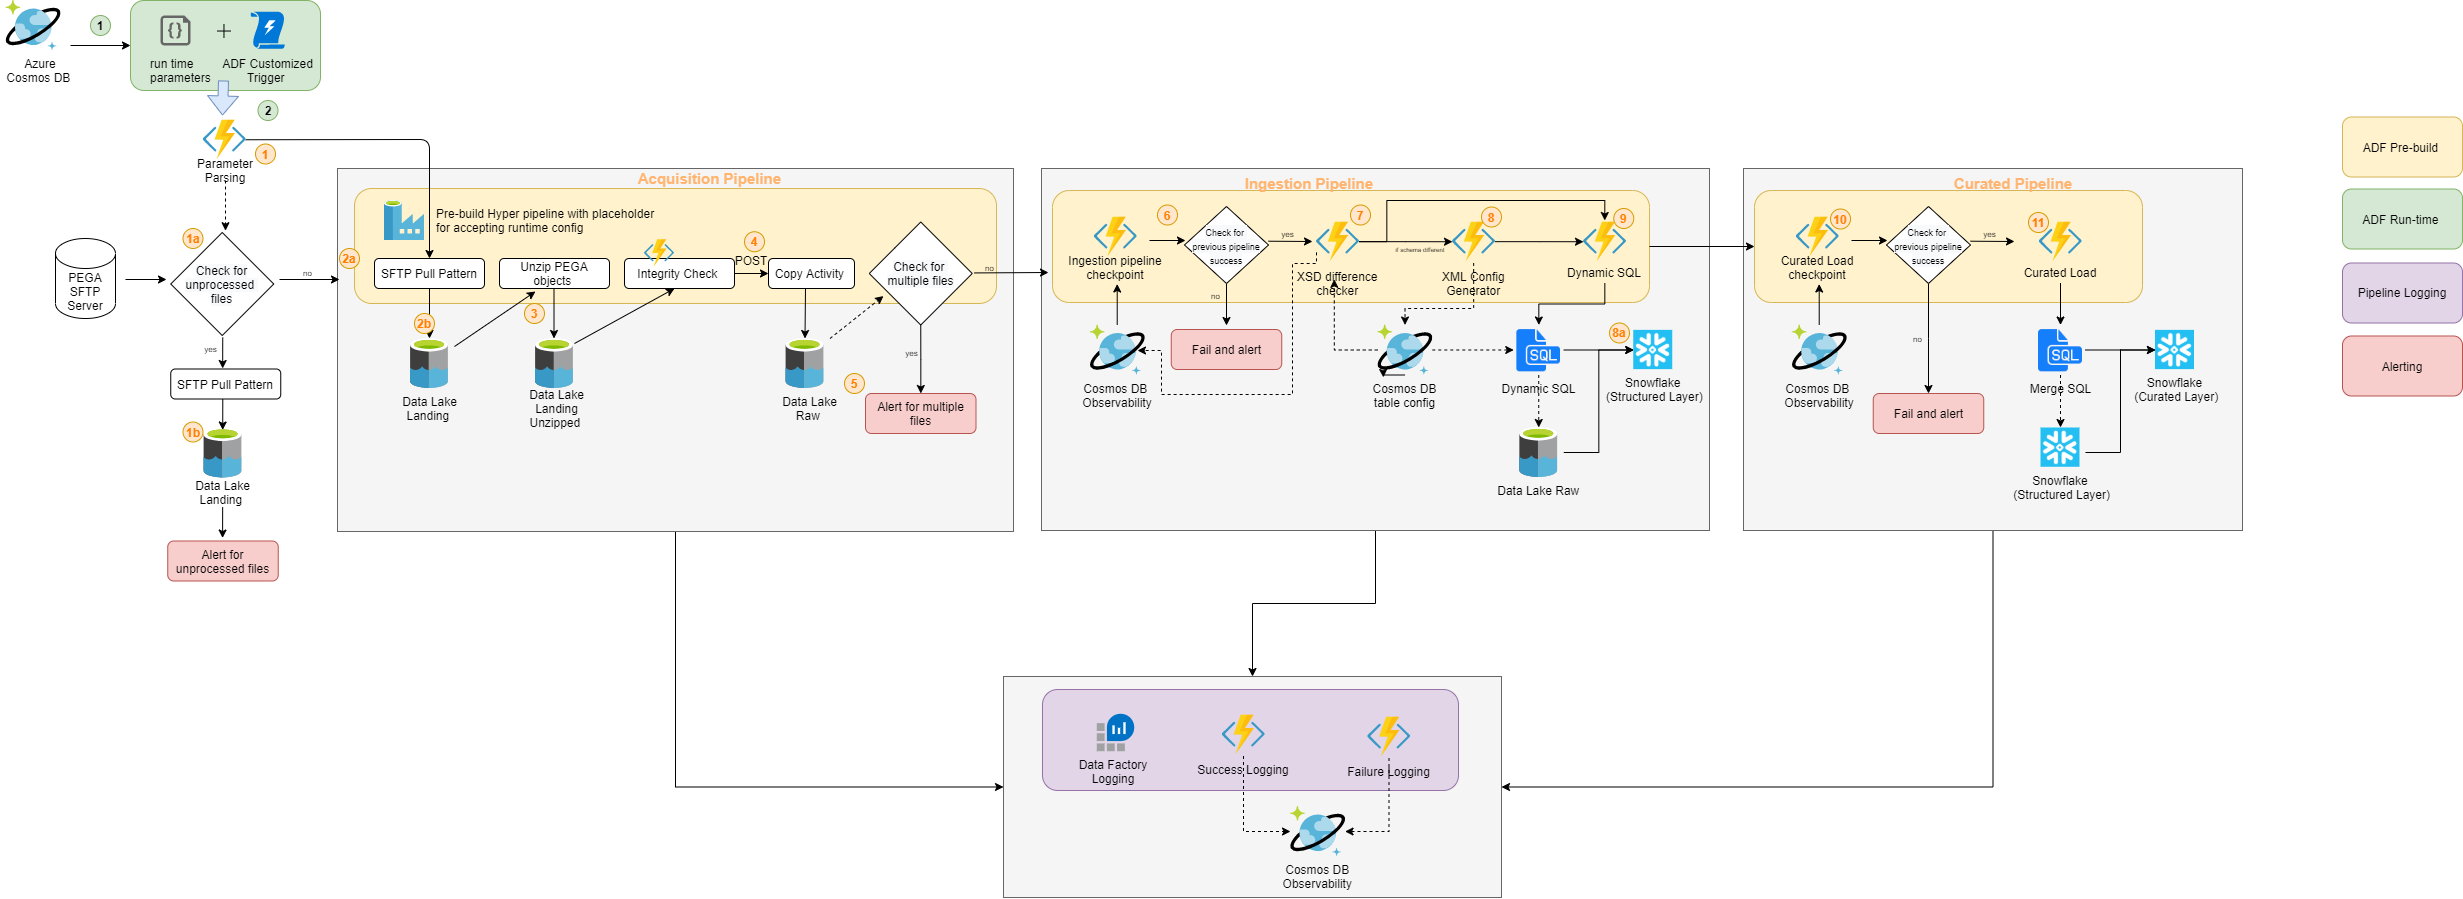 1
Azure
Cosmos DB
run time
parameters
+
ADF Customized
Trigger
2
1
Parameter
Parsing
PEGA
SFTP
Server
1a
Check for
unprocessed
files
no
yes
SFTP Pull Pattern
1b
Data Lake
Landing
Alert for
unprocessed files
Acquisition Pipeline
Pre-build Hyper pipeline with placeholder
for accepting runtime config
2a
SFTP Pull Pattern
Unzip PEGA
objects
Integrity Check
4
POST
Copy Activity
Check for
multiple files
no
2b
3
Data Lake
Landing
Data Lake
Landing
Unzipped
Data Lake
Raw
5
yes
Alert for multiple
files
Ingestion Pipeline
Ingestion pipeline
checkpoint
6
Check for
previous pipeline
success
yes
no
7
XSD difference
checker
if schema different
8
XML Config
Generator
9
Dynamic SQL
Cosmos DB
Observability
Fail and alert
Cosmos DB
table config
SQL
Dynamic SQL
8a
Snowflake
(Structured Layer)
Data Lake Raw
Curated Pipeline
10
Curated Load
checkpoint
Check for
previous pipeline
success
yes
no
11
Curated Load
Cosmos DB
Observability
Fail and alert
SQL
Merge SQL
Snowflake
(Curated Layer)
Snowflake
(Structured Layer)
ADF Pre-build
ADF Run-time
Pipeline Logging
Alerting
Data Factory
Logging
Success Logging
Failure Logging
Cosmos DB
Observability